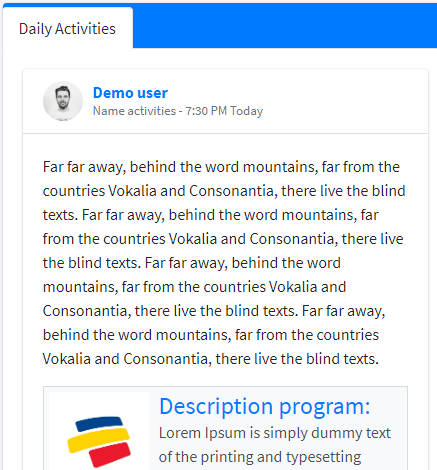 Daily Activities
Demo user
Name activities - 7:30 PM Today
Far far away, behind the word mountains, far from the
countries Vokalia and Consonantia, there live the blind
texts. Far far away, behind the word mountains, far
from the countries Vokalia and Consonantia, there live
the blind texts. Far far away, behind the word
mountains, far from the countries Vokalia and
Consonantia, there live the blind texts. Far far away,
behind the word mountains, far from the countries
Vokalia and Consonantia, there live the blind texts.
Description program:
Lorem Ipsum is simply dummy text
of the printing and typesetting